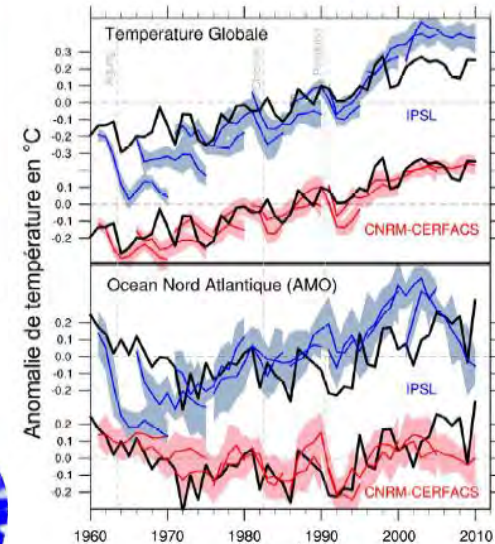 Temperature Globale
Agung
Chichon
Pinatubo
Anomalie de température en °C
0.3
0.2
0.1
0.0
-0.1
-0.2
-0.3
IPSL
0.1
0.0
-0.1
-0.2
CNRM-CERFACS
Ocean Nord Atlantique (AMO)
0.2
0.1
0.0
-0.1
-0.2
IPSL
0.2
0.1
0.0
-0.1
-0.2
CNRM-CERFACS
1960 1970 1980 1990 2000 2010